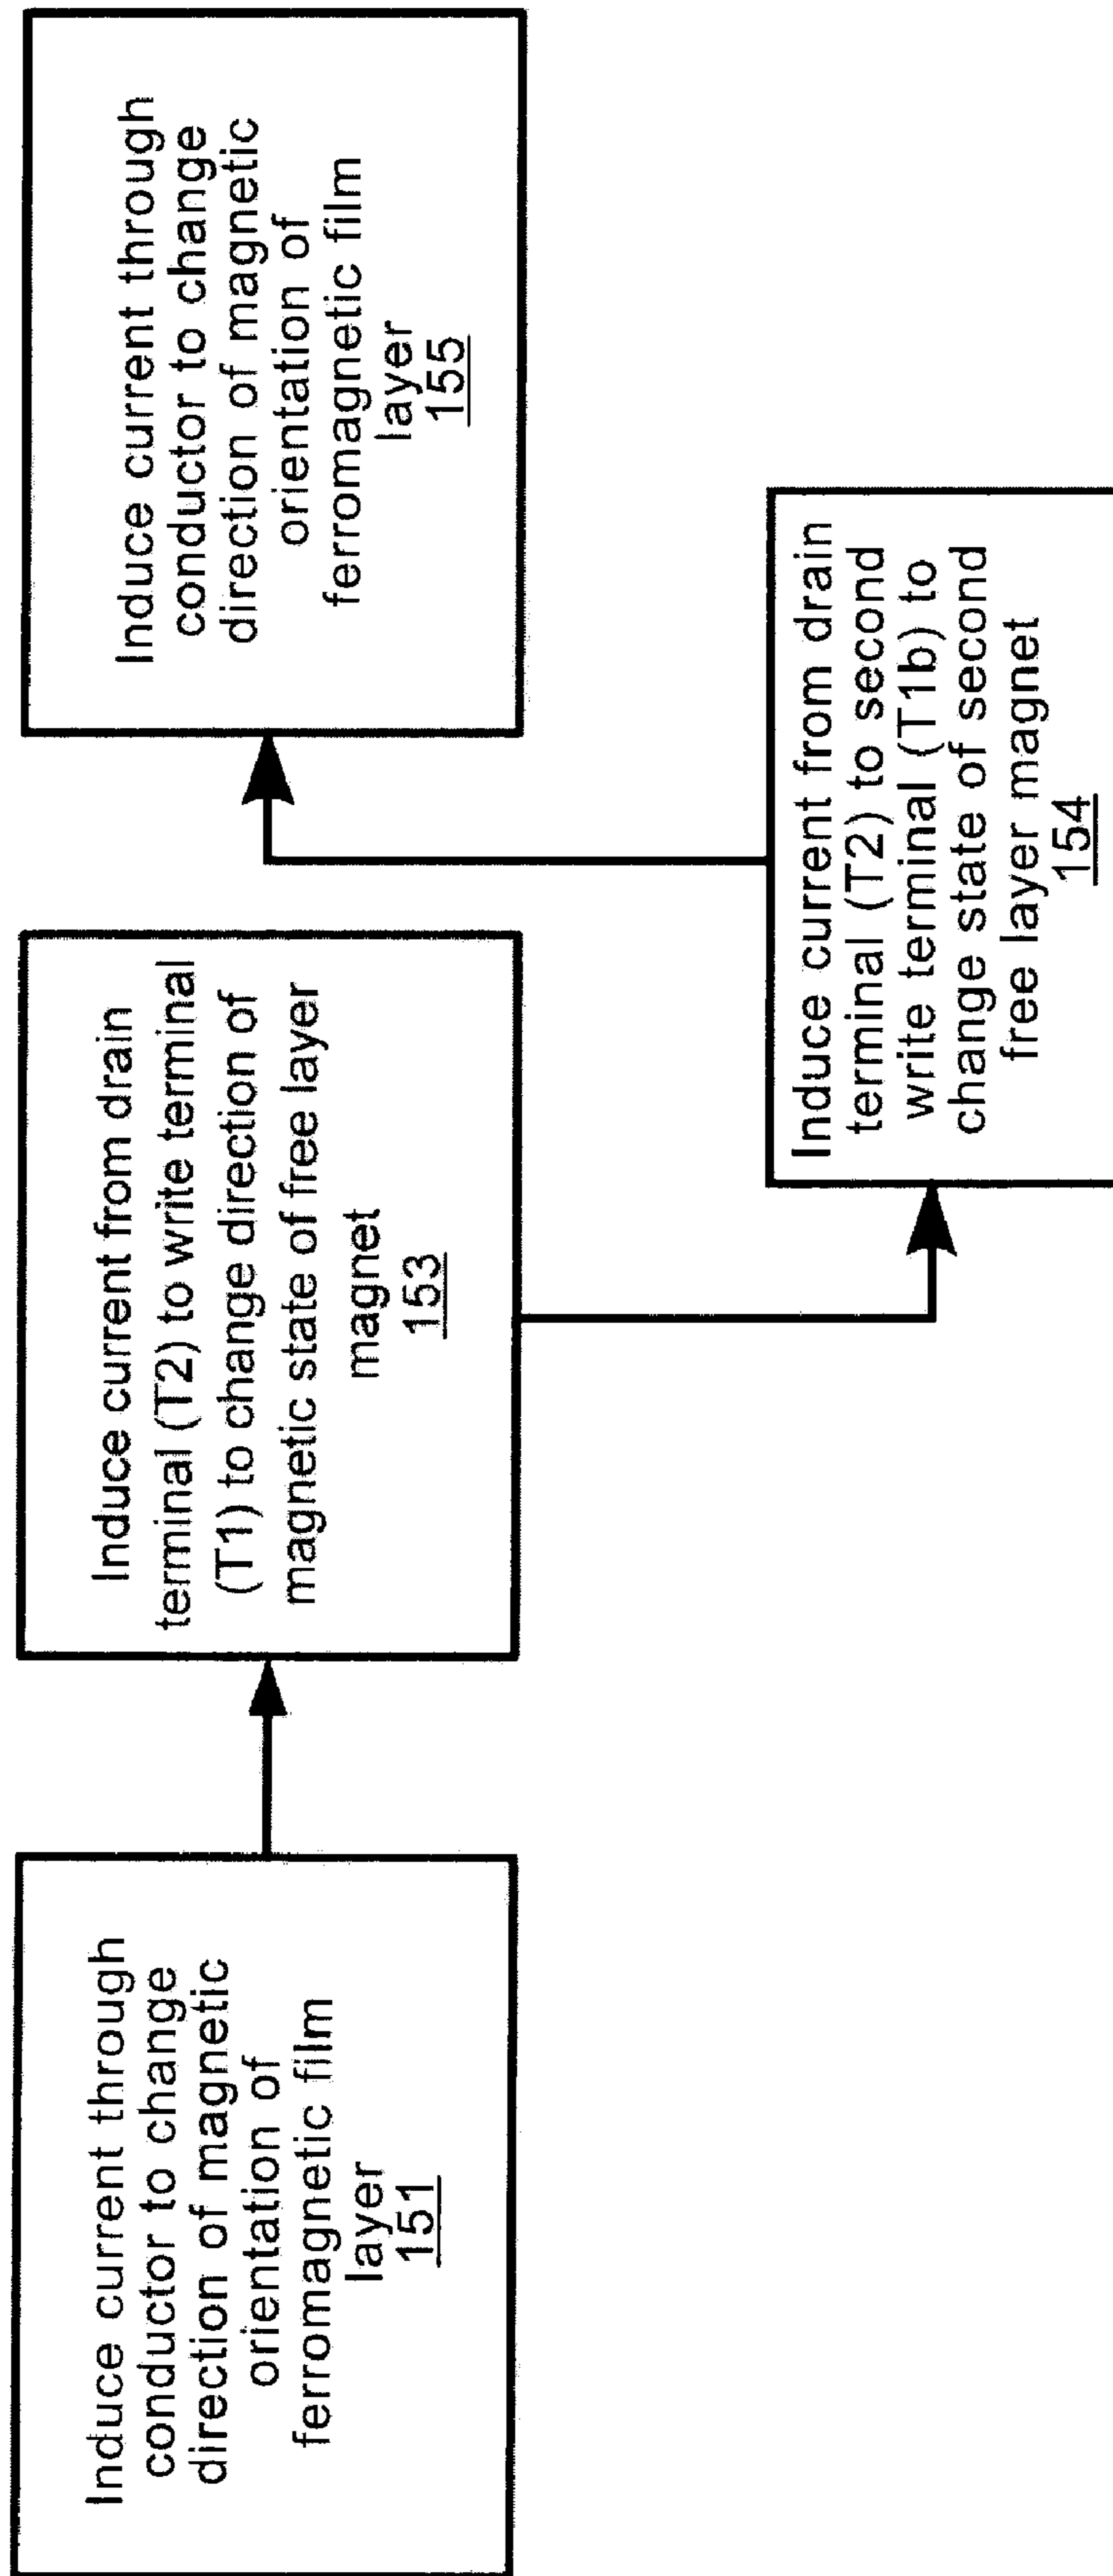 Induce current through
conductor to change
direction of magnetic
orientation of
ferromagnetic film
layer
151
Induce current from drain
terminal (T2) to write terminal
(T1) to change direction of
magnetic state of free layer
magnet
153
Induce current from drain
terminal (T2) to second
write terminal (T1b) to
change state of second
free layer magnet
154
Induce current through
conductor to change
direction of magnetic
orientation of
ferromagnetic film
layer
155